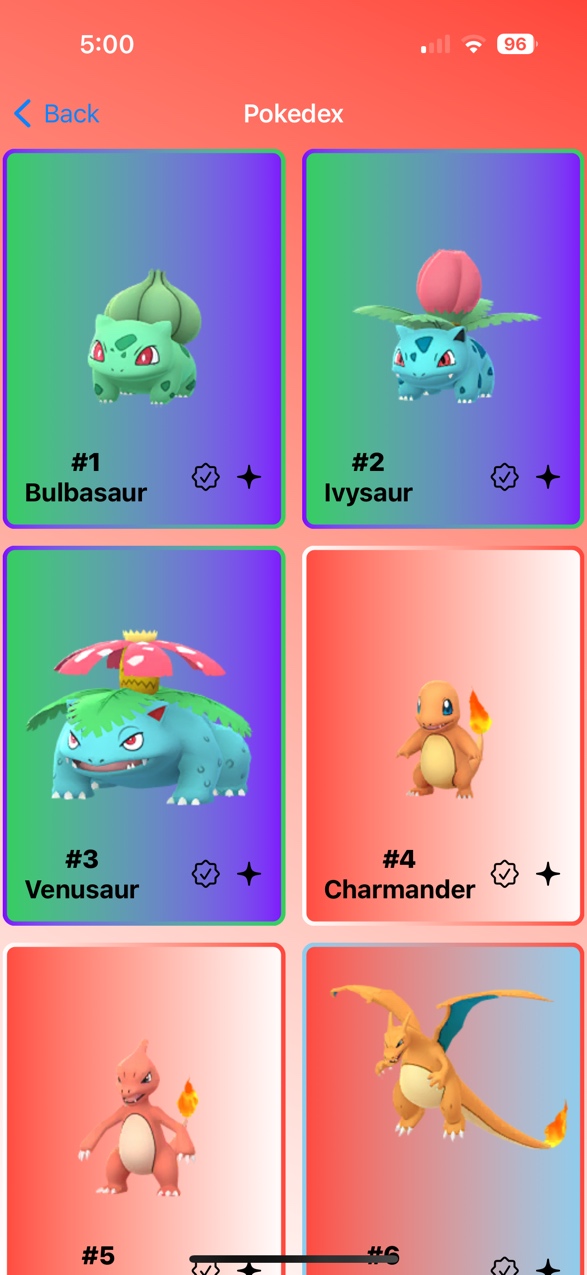 5:00
96
Back
Pokedex
#1
Bulbasaur
#2
Ivysaur
#3
Venusaur
#4
Charmander
#5
#6